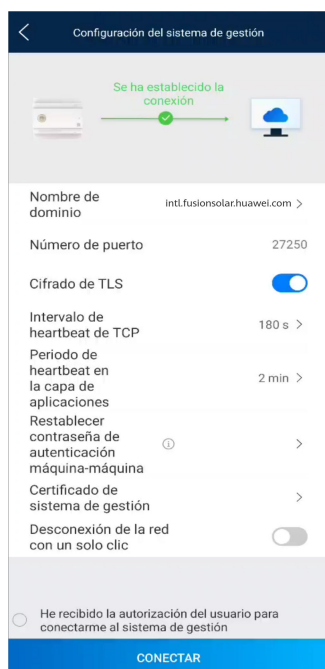 Configuración del sistema de gestión
Se ha establecido la
conexión
Nombre de
dominio
intl.fusionsolar.huawei.com >
Número de puerto
27250
Cifrado de TLS
Intervalo de
heartbeat de TCP
180 s >
Periodo de
heartbeat en
la capa de
aplicaciones
2 min >
Restablecer
contraseña de
autenticación
máquina-máquina
Certificado de
sistema de gestión
Desconexión de la red
con un solo clic
He recibido la autorización del usuario para
conectarme al sistema de gestión
CONECTAR